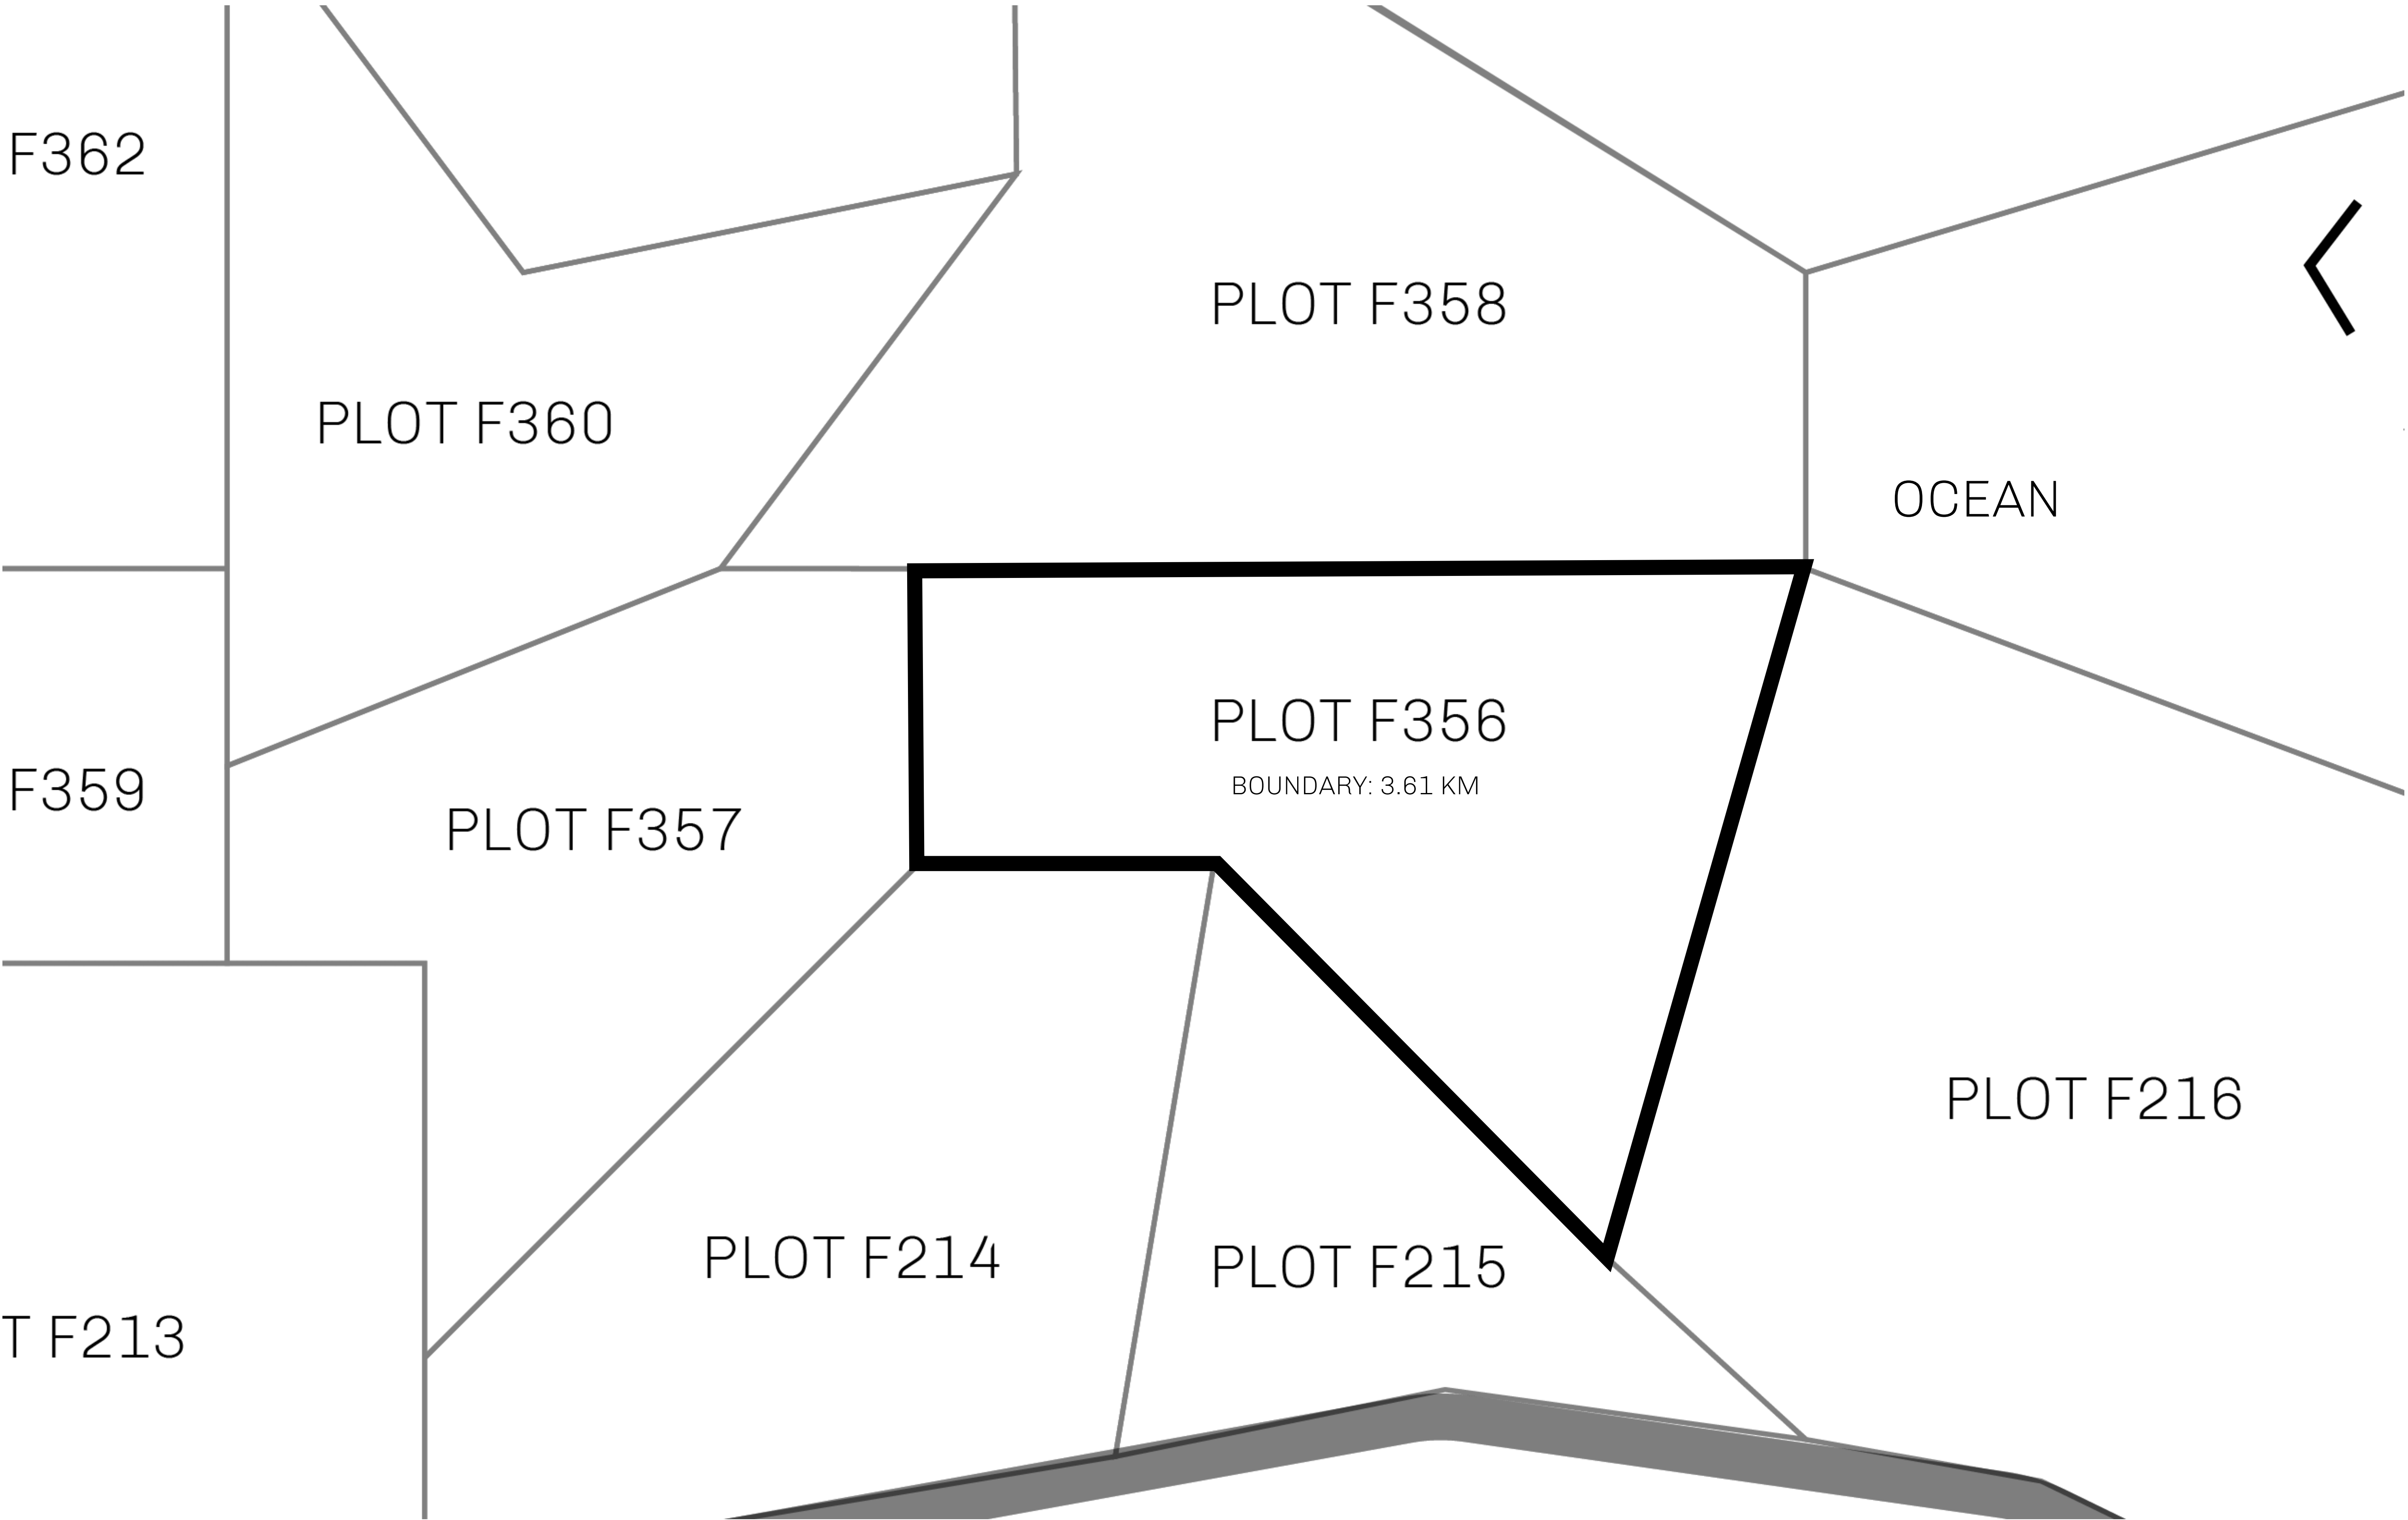 F362
PLOT F358
PLOT F360
OCEAN
PLOT F356
BOUNDARY: 3.61 KM
F359
PLOT F357
PLOT F216
PLOT F214
PLOT F215
T F213